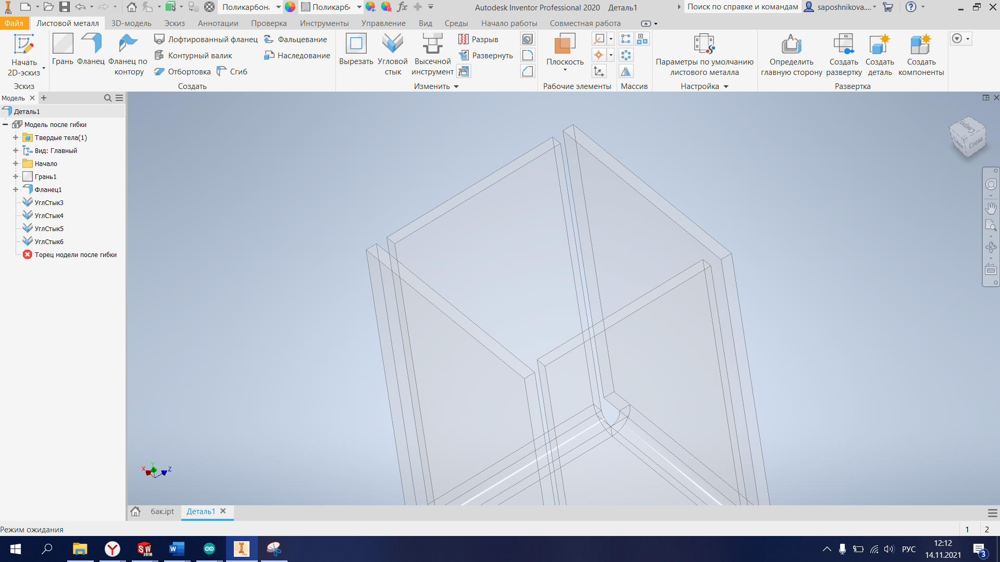 PRO
Поликарбона
Поликарбо
Autodesk Inventor Professional 2020
Деталь1
Поиск по справке и командам
saposhnikova....
Файл
Листовой металл
3D-модель
Эскиз
Аннотации
Проверка
Инструменты
Управление
Вид
Среды
Начало работы
Совместная работа
Начать
2D-эскиз
Грань
Фланец
Фланец по
контору
Лофтированный фланец
Контурный валик
Отбортовка
Сгиб
Фальцевание
Наследование
Вырезать
Угловой
стык
Высечной
инструмент
Разрыв
Развернуть
Плоскость
Параметры по умолчанию
листового металла
Определить
главную сторону
Создать
развертку
Создать
деталь
Создать
компоненты
Эскиз
Создать
Изменить
Рабочие элементы
Массив
Настройка
Развертка
Модель
Деталь1
Модель после гибки
Твердые тела(1)
Вид: Главный
Начало
Грань1
Фланец1
УглСтык3
УглСтык4
УглСтык5
УглСтык6
Торец модели после гибки
Сверху
Слева
X
Y
Z
бак.ipt
Деталь1
Режим ожидания
1
2
SW
2018
РУС
12:12
14.11.2021
3